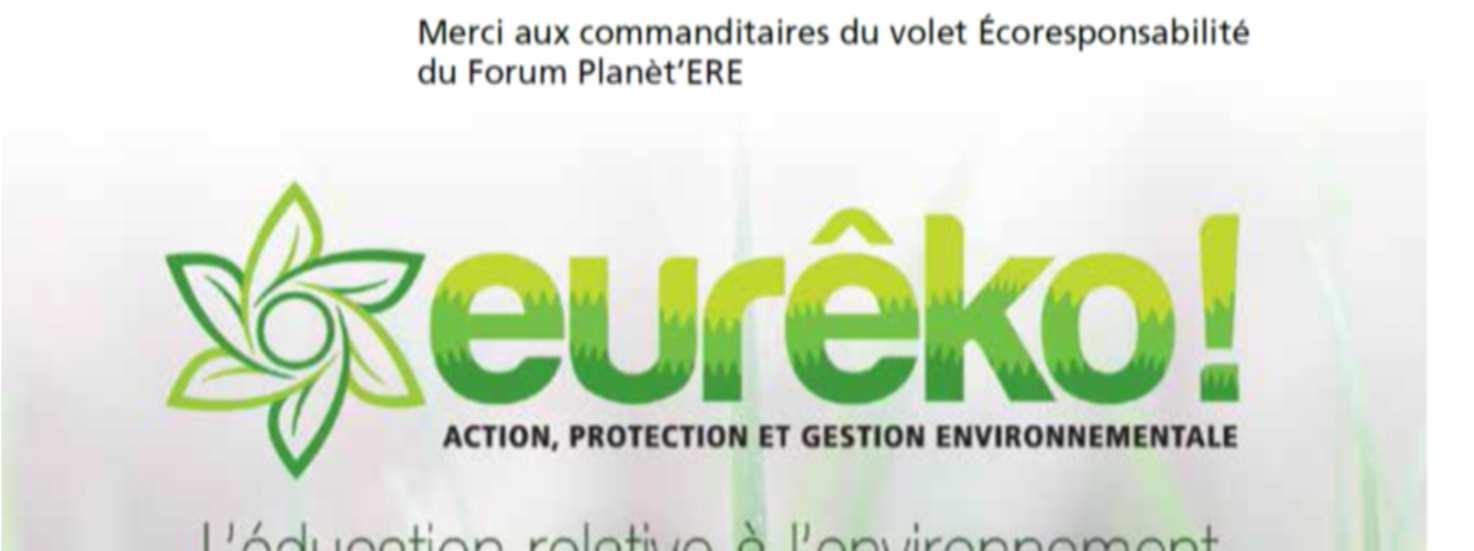 Merci aux commanditaires du volet Écoresponsabilité
du Forum Planèt'ERE
eurêko!
ACTION, PROTECTION ET GESTION ENVIRONNEMENTALE
L'éducation relative à l'environnement